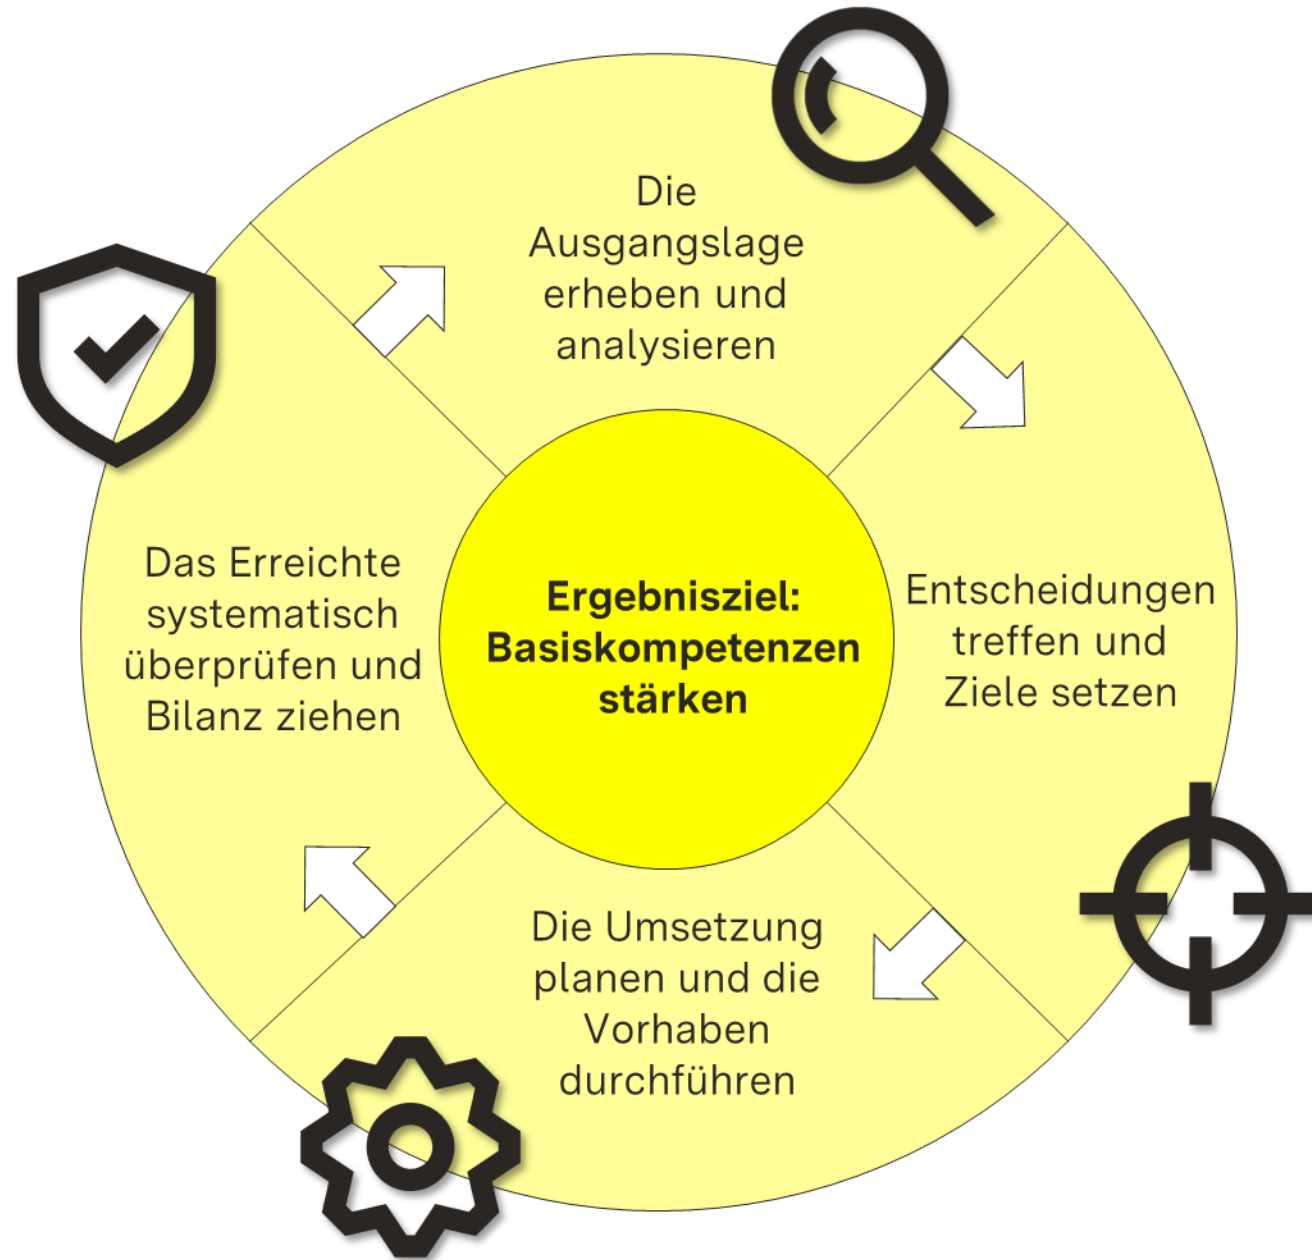 Die
Ausgangslage
erheben und
analysieren
Entscheidungen
treffen und
Ziele setzen
Die Umsetzung
planen und die
Vorhaben
durchführen
Das Erreichte
systematisch
überprüfen und
Bilanz ziehen
Ergebnisziel:
Basiskompetenzen
stärken